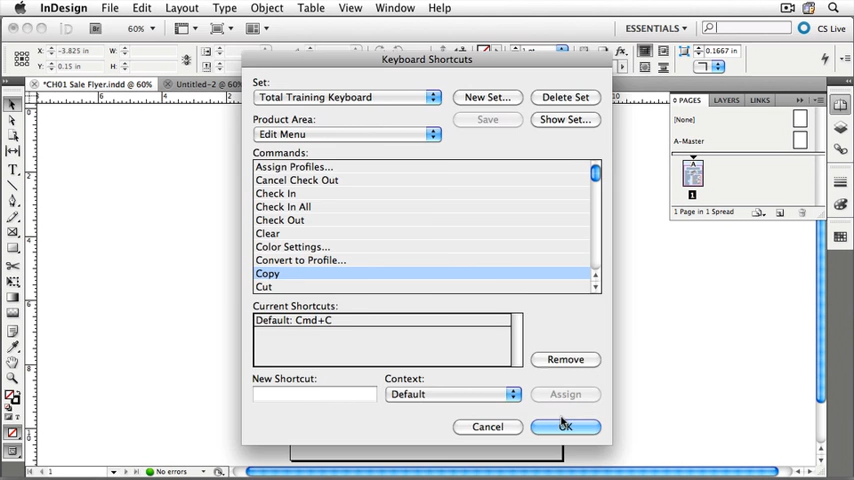 InDesign File Edit Layout Type Object Table View Window Help
60% ESSENTIALS CS Live
X: -3.825 in
Y: 0.15 in
W:
H:
0.1667 in
*CH01 Sale Flyer.indd @ 60% Untitled-2 @ 60%
Keyboard Shortcuts
Set:
Total Training Keyboard New Set... Delete Set
Product Area: Save Show Set...
Edit Menu
Commands:
Assign Profiles...
Cancel Check Out
Check In
Check In All
Check Out
Clear
Color Settings...
Convert to Profile...
Copy
Cut
Current Shortcuts:
Default: Cmd+C
Remove
New Shortcut: Context:
Default Assign
Cancel OK
PAGES LAYERS LINKS
[None]
A-Master
A
1
1 Page in 1 Spread
1 No errors